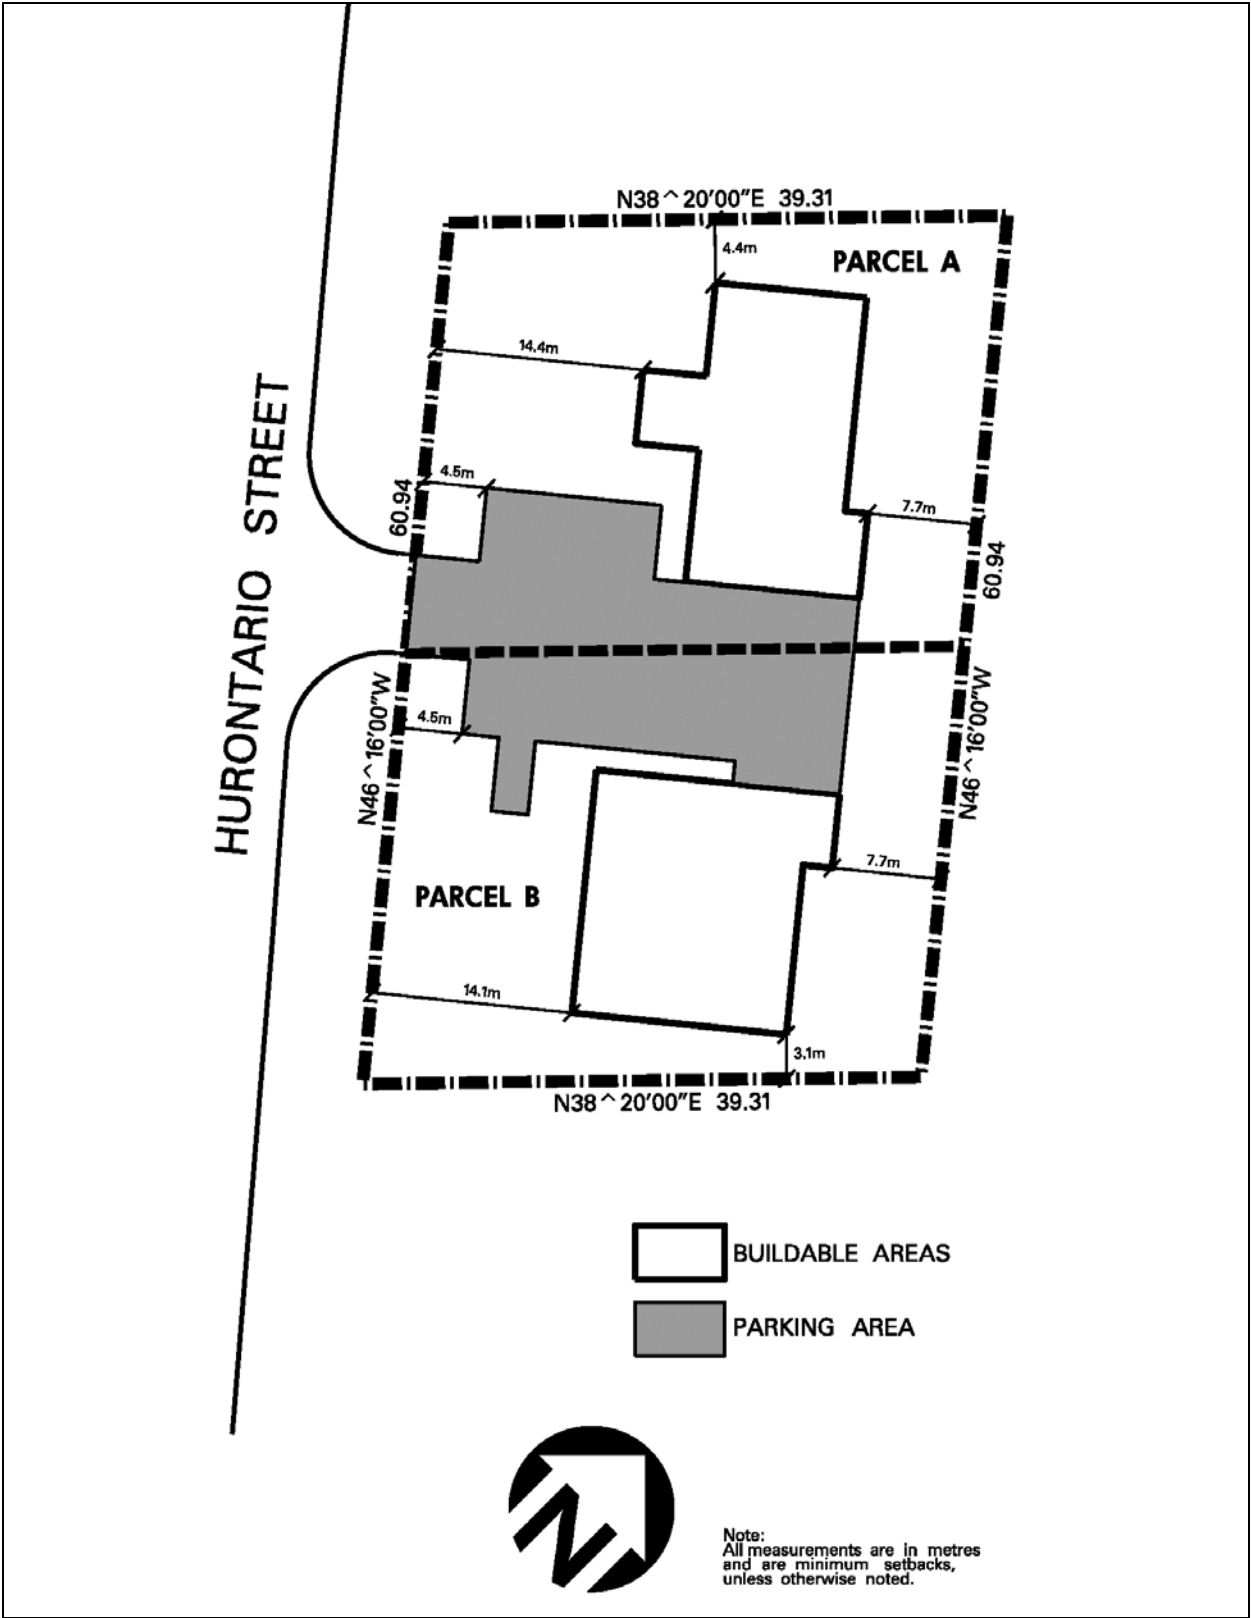 N38^20'00"E 39.31
4.4m
PARCEL A
14.4m
4.5m
7.7m
60.94
60.94
HURONTARIO STREET
4.5m
N46^16'00"W
N46^16'00"W
7.7m
PARCEL B
14.1m
3.1m
N38^20'00"E 39.31
BUILDABLE AREAS
PARKING AREA
N
Note:
All measurements are in metres
and are minimum setbacks,
unless otherwise noted.